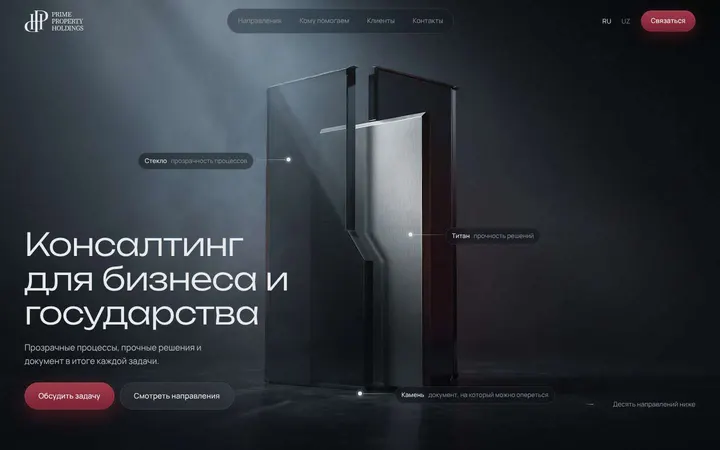 PRIME
PROPERTY
HOLDINGS
Направления Кому помогаем Клиенты Контакты
RU UZ Связаться
Стекло прозрачность процессов
Титан прочность решений
Консалтинг
для бизнеса и
государства
Прозрачные процессы, прочные решения и
документ в итоге каждой задачи.
Обсудить задачу Смотреть направления
Камень документ, на который можно опереться
Десять направлений ниже